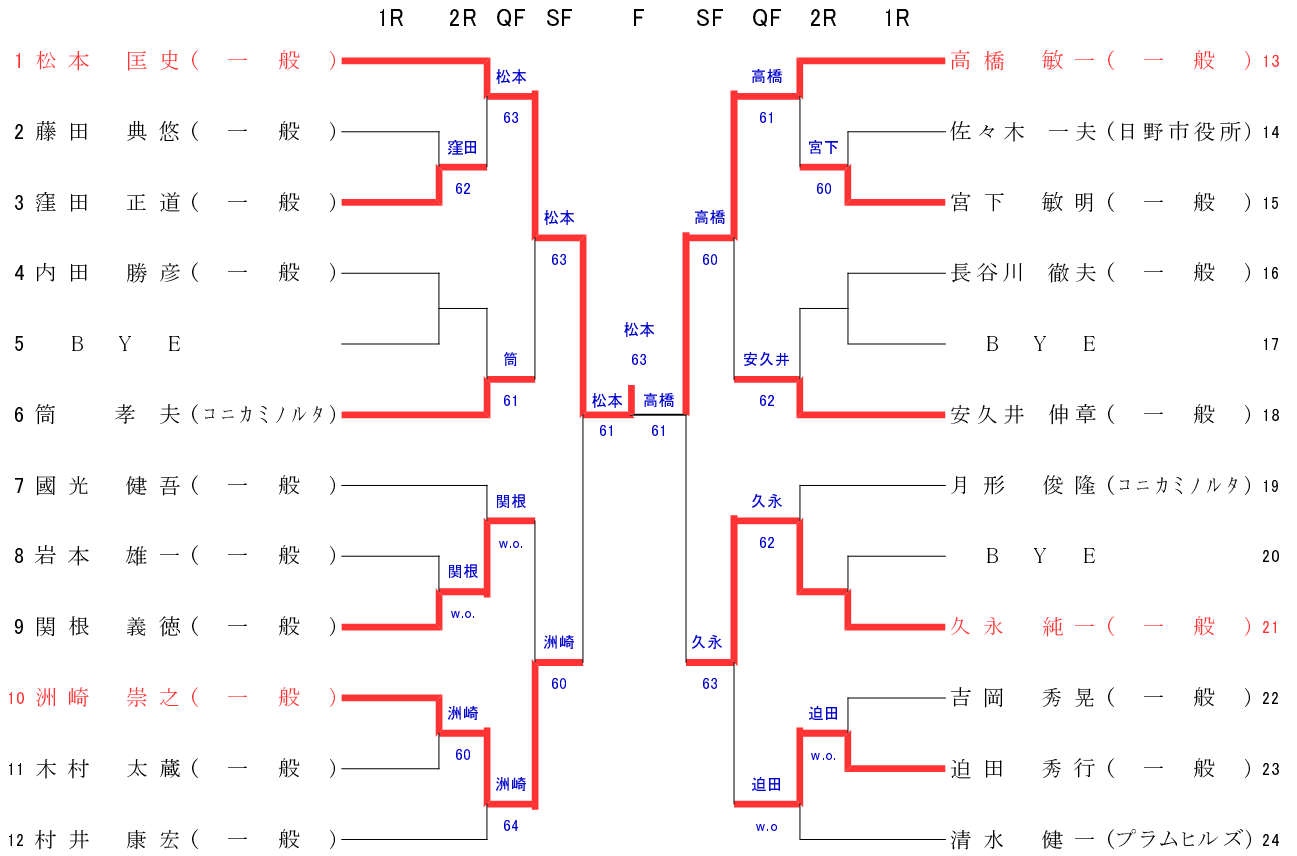 1R 2R QF SF F SF QF 2R 1R
1 松本 匡史 ( 一般 ) 高橋 敏一 ( 一般 ) 13
松本 高橋
63 61
2 藤田 典悠 ( 一般 ) 佐々木 一夫 (日野市役所) 14
窪田 宮下
62 60
3 窪田 正道 ( 一般 ) 宮下 敏明 ( 一般 ) 15
松本 高橋
63 60
4 内田 勝彦 ( 一般 ) 長谷川 徹夫 ( 一般 ) 16
松本
5 BYE BYE 17
筒 63 安久井
61 62
松本 高橋
6 筒 孝夫 (コニカミノルタ) 安久井 伸章 ( 一般 ) 18
61 61
7 國光 健吾 ( 一般 ) 月形 俊隆 (コニカミノルタ) 19
関根 久永
w.o. 62
8 岩本 雄一 ( 一般 ) BYE 20
関根
w.o.
9 関根 義徳 ( 一般 ) 久永 純一 ( 一般 ) 21
洲崎 久永
60 63
10 洲崎 崇之 ( 一般 ) 吉岡 秀晃 ( 一般 ) 22
洲崎 迫田
60 w.o.
11 木村 太蔵 ( 一般 ) 迫田 秀行 ( 一般 ) 23
洲崎 迫田
64 w.o
12 村井 康宏 ( 一般 ) 清水 健一 (プラムヒルズ) 24